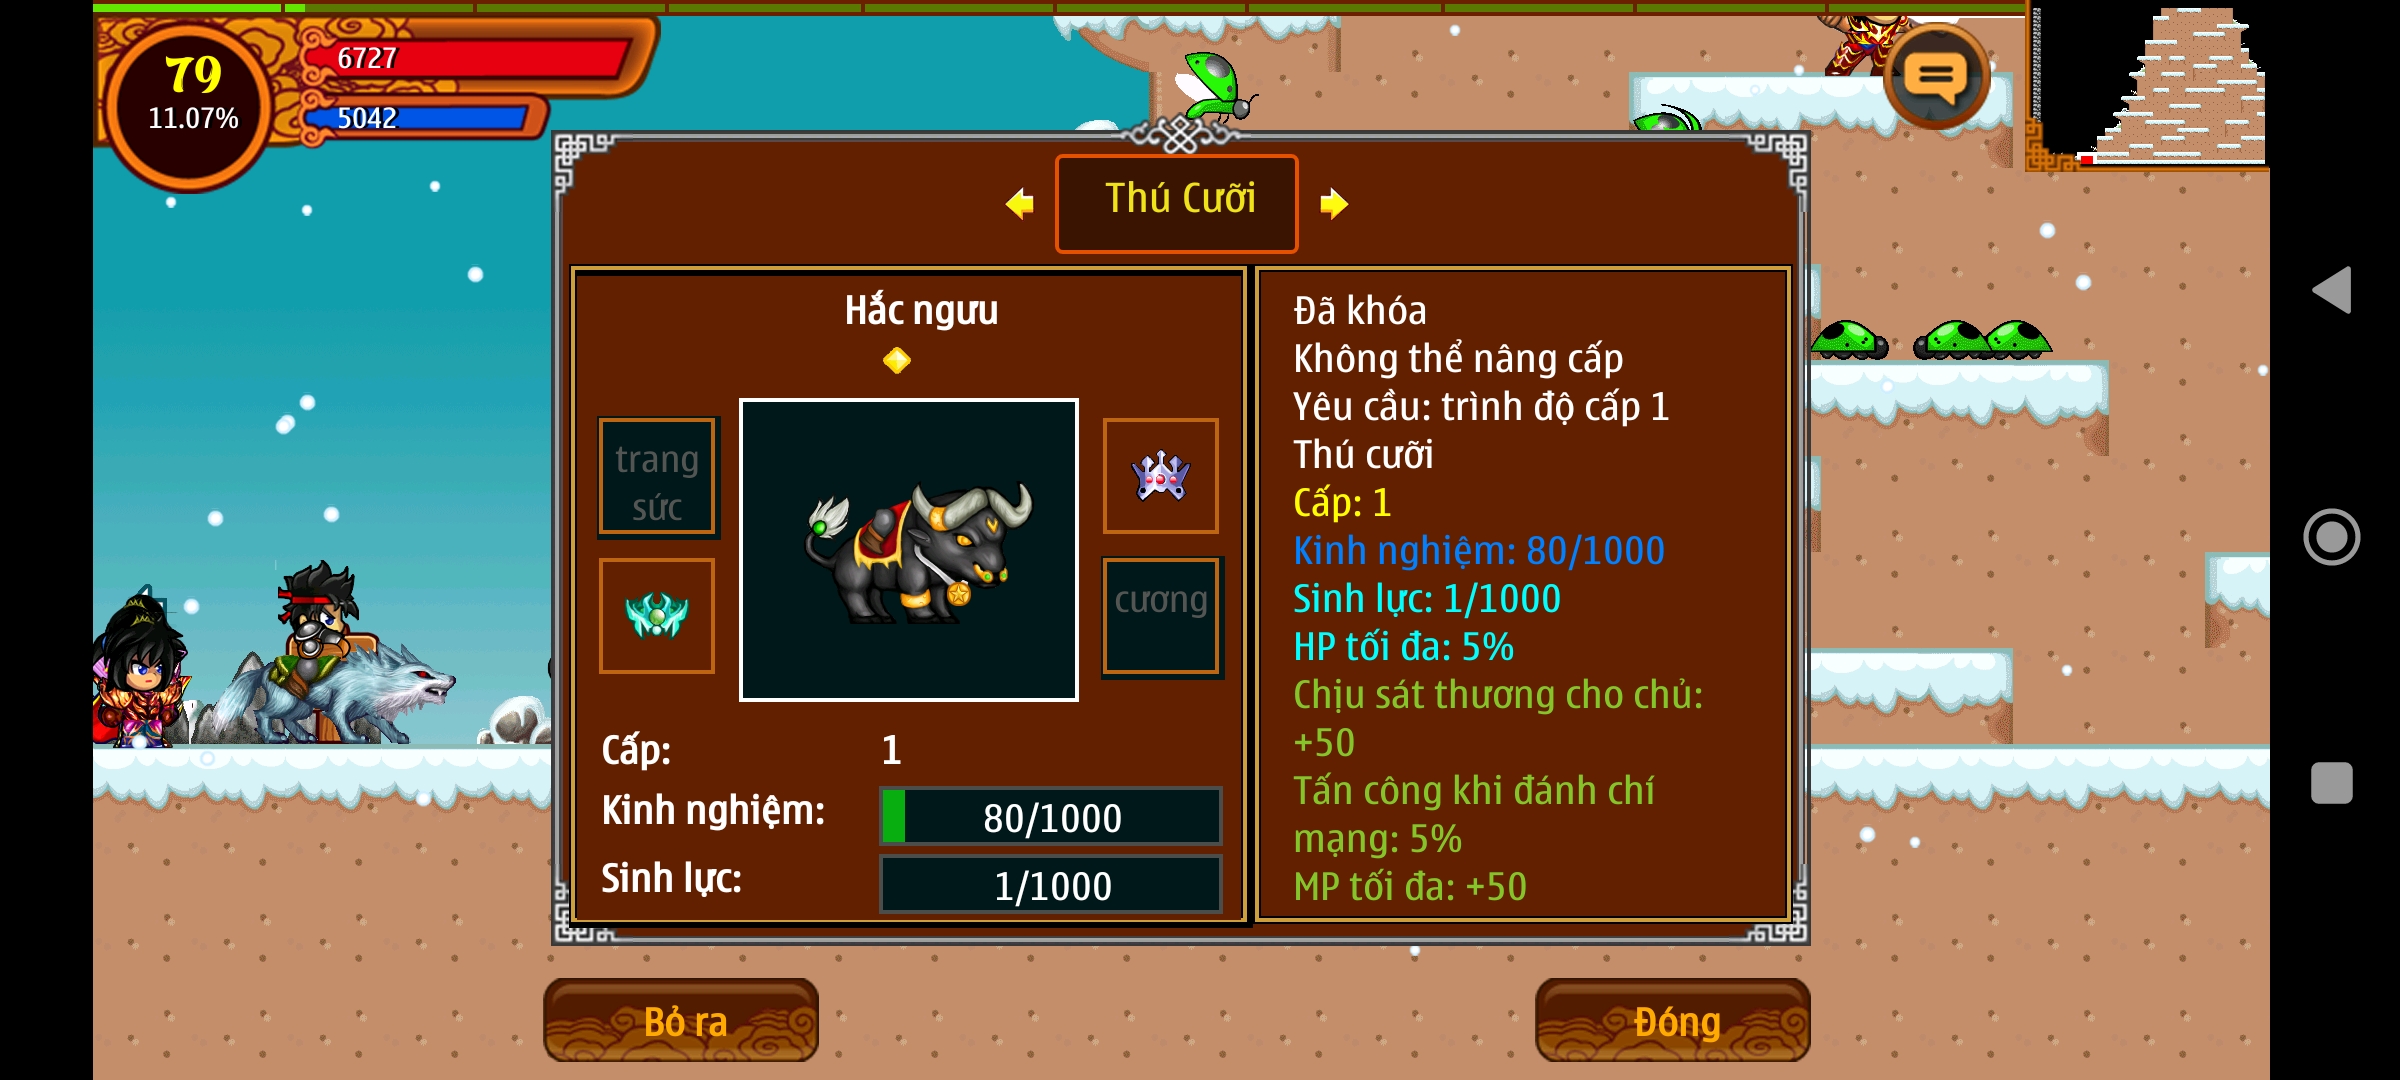 79
11.07%
6727
5042
Thú Cưỡi
Hắc ngưu
trang
sức
cương
Cấp: 1
Kinh nghiệm: 80/1000
Sinh lực: 1/1000
Đã khóa
Không thể nâng cấp
Yêu cầu: trình độ cấp 1
Thú cưỡi
Cấp: 1
Kinh nghiệm: 80/1000
Sinh lực: 1/1000
HP tối đa: 5%
Chịu sát thương cho chủ:
+50
Tấn công khi đánh chí
mạng: 5%
MP tối đa: +50
Bỏ ra
Đóng